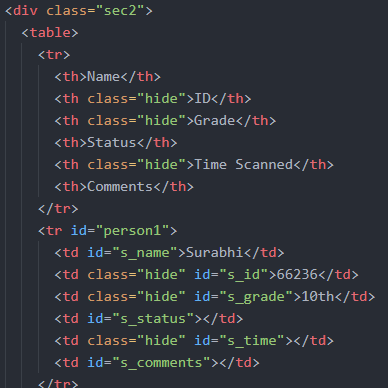 <div class="sec2">
<table>
<tr>
<th>Name</th>
<th class="hide">ID</th>
<th class="hide">Grade</th>
<th>Status</th>
<th class="hide">Time Scanned</th>
<th>Comments</th>
</tr>
<tr id="person1">
<td id="s_name">Surabhi</td>
<td class="hide" id="s_id">66236</td>
<td class="hide" id="s_grade">10th</td>
<td id="s_status"></td>
<td class="hide" id="s_time"></td>
<td id="s_comments"></td>
</tr>